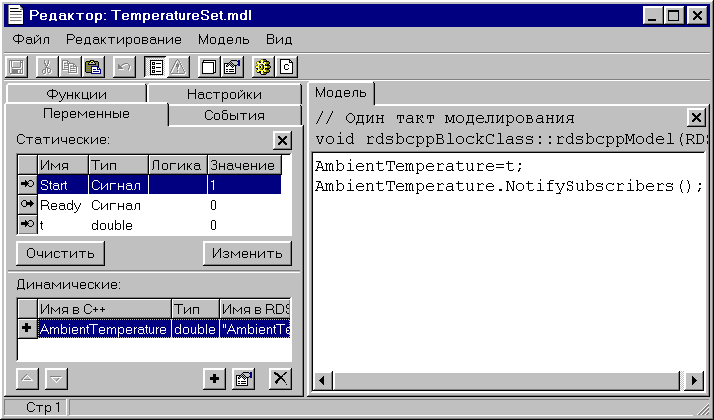 Редактор: TemperatureSet.mdl
Файл Редактирование Модель Вид
Функции Настройки
Переменные События
Статические:
Имя Тип Логика Значение
Start Сигнал 1
Ready Сигнал 0
t double 0
Очистить Изменить
Динамические:
Имя в C++ Тип Имя в RDS
AmbientTemperature double "AmbientTe
Модель
// Один такт моделирования
void rdsbcppBlockClass::rdsbcppModel(RDS
AmbientTemperature=t;
AmbientTemperature.NotifySubscribers();
Стр 1